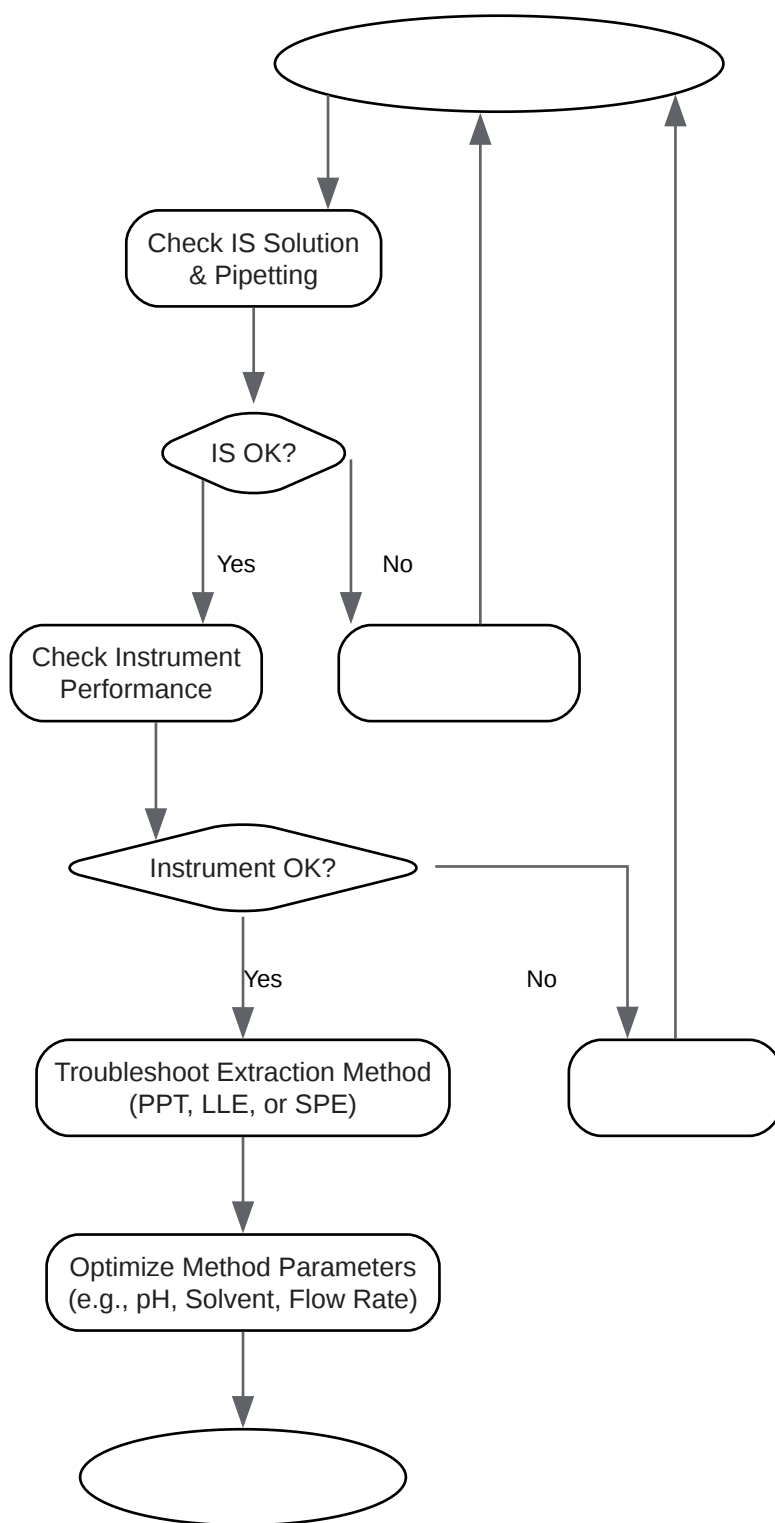 Check IS Solution
& Pipetting
IS OK?
Yes
No
Check Instrument
Performance
Instrument OK?
Yes
No
Troubleshoot Extraction Method
(PPT, LLE, or SPE)
Optimize Method Parameters
(e.g., pH, Solvent, Flow Rate)